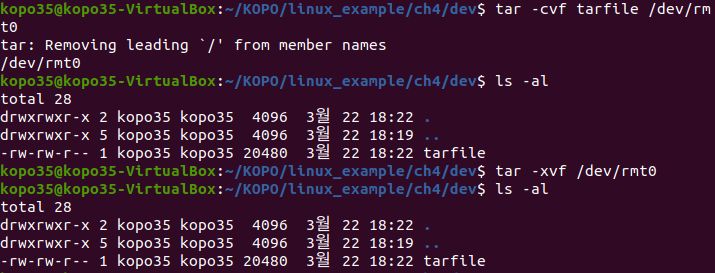 kopo35@kopo35-VirtualBox:~/KOPO/linux_example/ch4/dev$ tar -cvf tarfile /dev/rm
t0
tar: Removing leading `/' from member names
/dev/rmt0
kopo35@kopo35-VirtualBox:~/KOPO/linux_example/ch4/dev$ ls -al
total 28
drwxrwxr-x 2 kopo35 kopo35  4096  3월 22 18:22 .
drwxrwxr-x 5 kopo35 kopo35  4096  3월 22 18:19 ..
-rw-rw-r-- 1 kopo35 kopo35 20480  3월 22 18:22 tarfile
kopo35@kopo35-VirtualBox:~/KOPO/linux_example/ch4/dev$ tar -xvf /dev/rmt0
kopo35@kopo35-VirtualBox:~/KOPO/linux_example/ch4/dev$ ls -al
total 28
drwxrwxr-x 2 kopo35 kopo35  4096  3월 22 18:22 .
drwxrwxr-x 5 kopo35 kopo35  4096  3월 22 18:19 ..
-rw-rw-r-- 1 kopo35 kopo35 20480  3월 22 18:22 tarfile